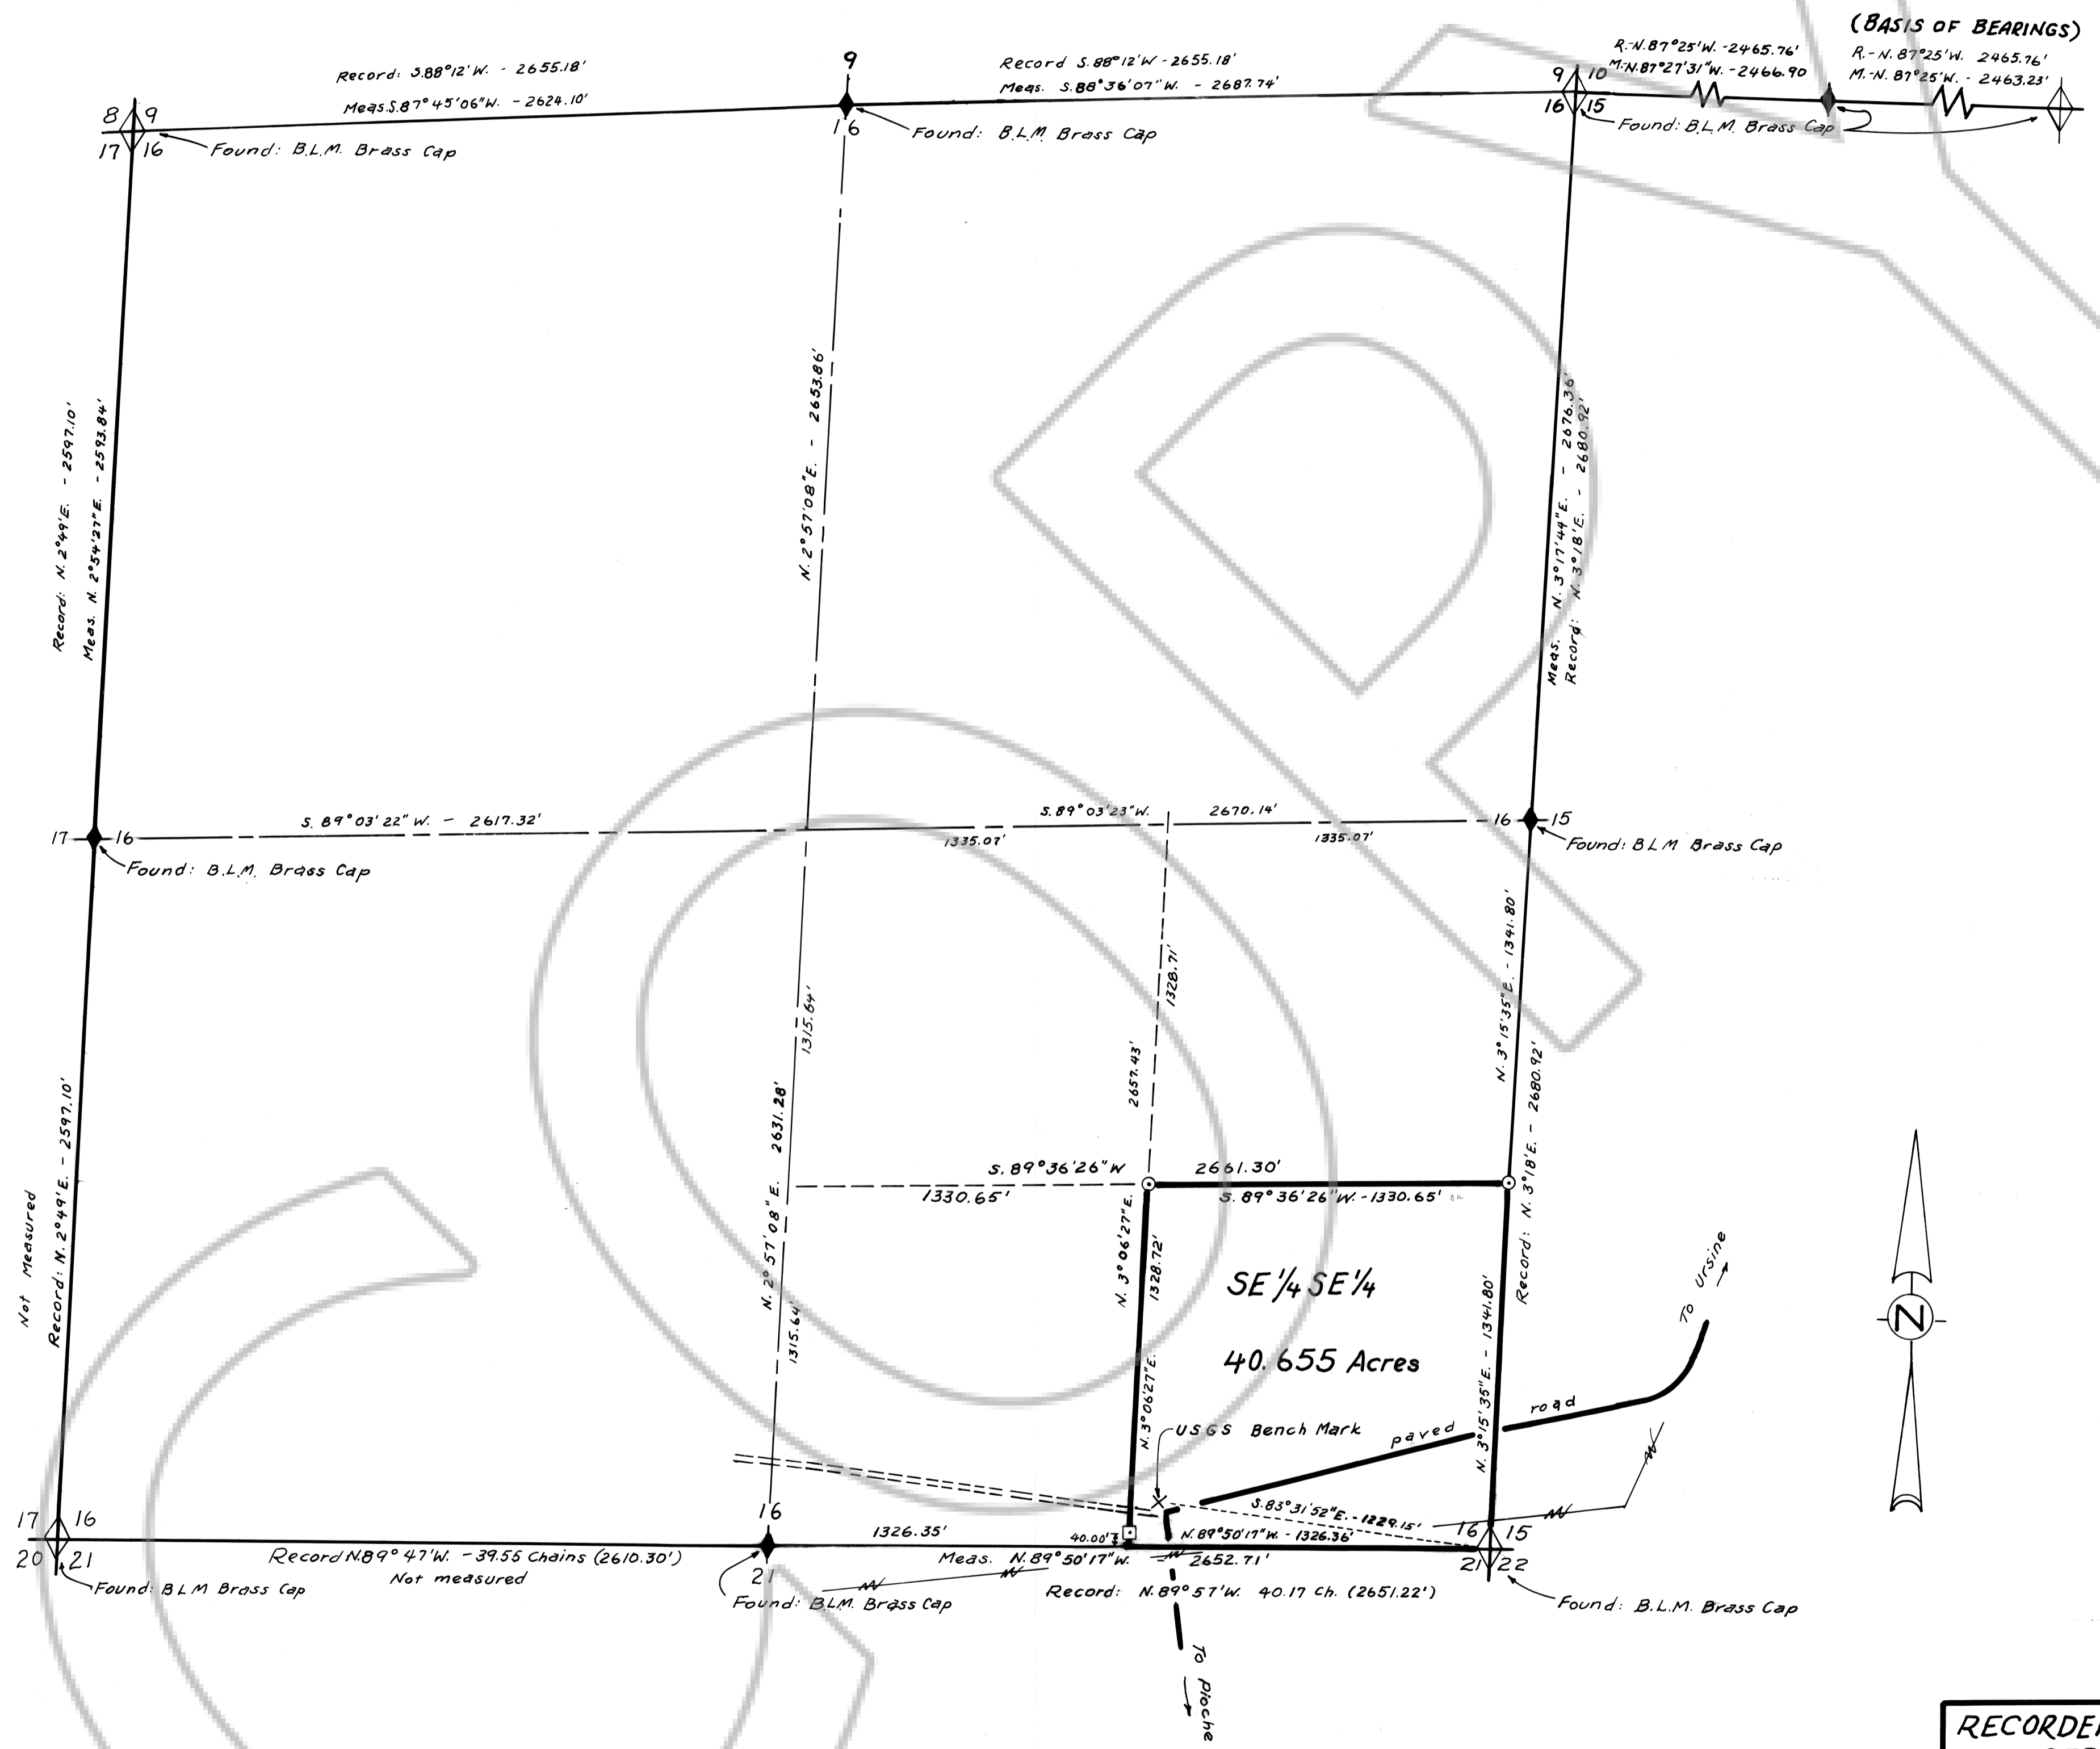 (BASIS OF BEARINGS)
R.-N.87°25'W. -2465.76'
M.-N.87°27'31"W. -2466.90
R.-N. 87°25'W. 2465.76'
M.-N. 87°25'W. - 2463.23'
Record: S.88°12'W. - 2655.18'
Meas.S.87°45'06"W. - 2624.10'
9
16
Record S.88°12'W - 2655.18'
Meas. S.88°36'07"W. - 2687.74'
8 9
17 16
Found: B.L.M. Brass Cap
Found: B.L.M. Brass Cap
9 10
16 15
Found: B.L.M. Brass Cap
Record: N. 2°49'E. - 2597.10'
Meas. N. 2°54'27"E. - 2593.84'
N. 2°57'08"E. - 2653.86'
Meas. N. 3°17'44"E. - 2676.36'
Record: N. 3°18'E. - 2680.92'
17 16
S. 89°03'22"W. - 2617.32'
Found: B.L.M. Brass Cap
S.89°03'23"W. 2670.14'
1335.07'
1335.07'
16 15
Found: BLM Brass Cap
1315.64'
1328.71'
2657.43'
N. 3°15'35"E. - 1341.80'
Record: N. 3°18'E. - 2680.92'
Not Measured
Record: N. 2°49'E. - 2597.10'
N. 2°57'08"E. 2631.28'
1315.64'
S. 89°36'26"W 2661.30'
1330.65'
S. 89°36'26"W. - 1330.65'
N. 3°06'27"E.
1328.72'
N. 3°06'27"E.
SE 1/4 SE 1/4
40.655 Acres
N. 3°15'35"E. - 1341.80'
To Ursine
USGS Bench Mark
paved
road
S.83°31'52"E. - 1229.15'
17 16
20 21
Found: BLM Brass Cap
Record N.89°47'W. - 39.55 Chains (2610.30')
Not measured
16
21
Found: B.L.M. Brass Cap
1326.35'
40.00'
N.89°50'17"W. - 1326.36'
Meas. N.89°50'17"W. - 2652.71'
Record: N.89°57'W. 40.17 Ch. (2651.22')
16 15
21 22
Found: B.L.M. Brass Cap
To Pioche
N
COP
RECORDE